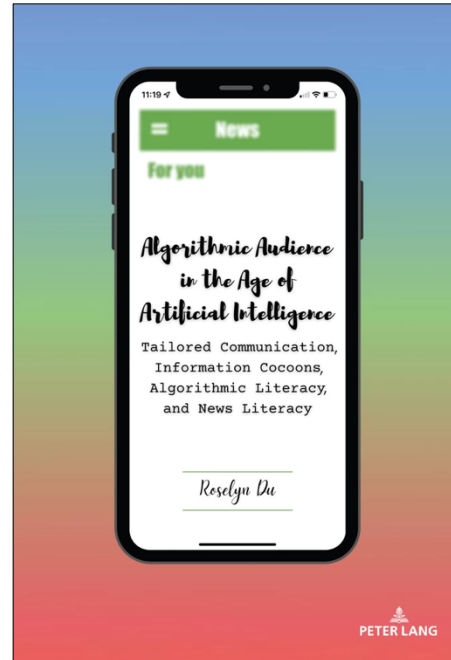 11:19
News
For you
Algorithmic Audience
in the Age of
Artificial Intelligence
Tailored Communication,
Information Cocoons,
Algorithmic Literacy,
and News Literacy
Roselyn Du
PETER LANG